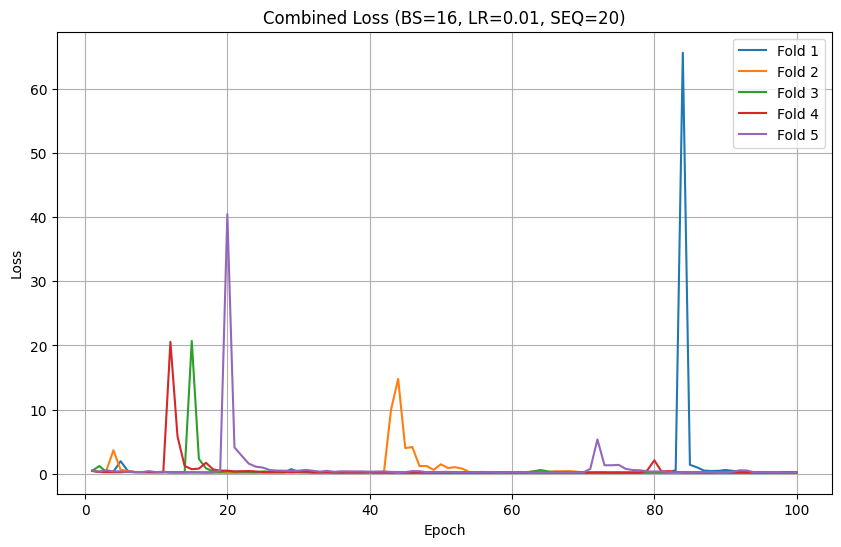 Combined Loss (BS=16, LR=0.01, SEQ=20)
Fold 1
Fold 2
Fold 3
Fold 4
Fold 5
Loss
60
50
40
30
20
10
0
0 20 40 60 80 100
Epoch